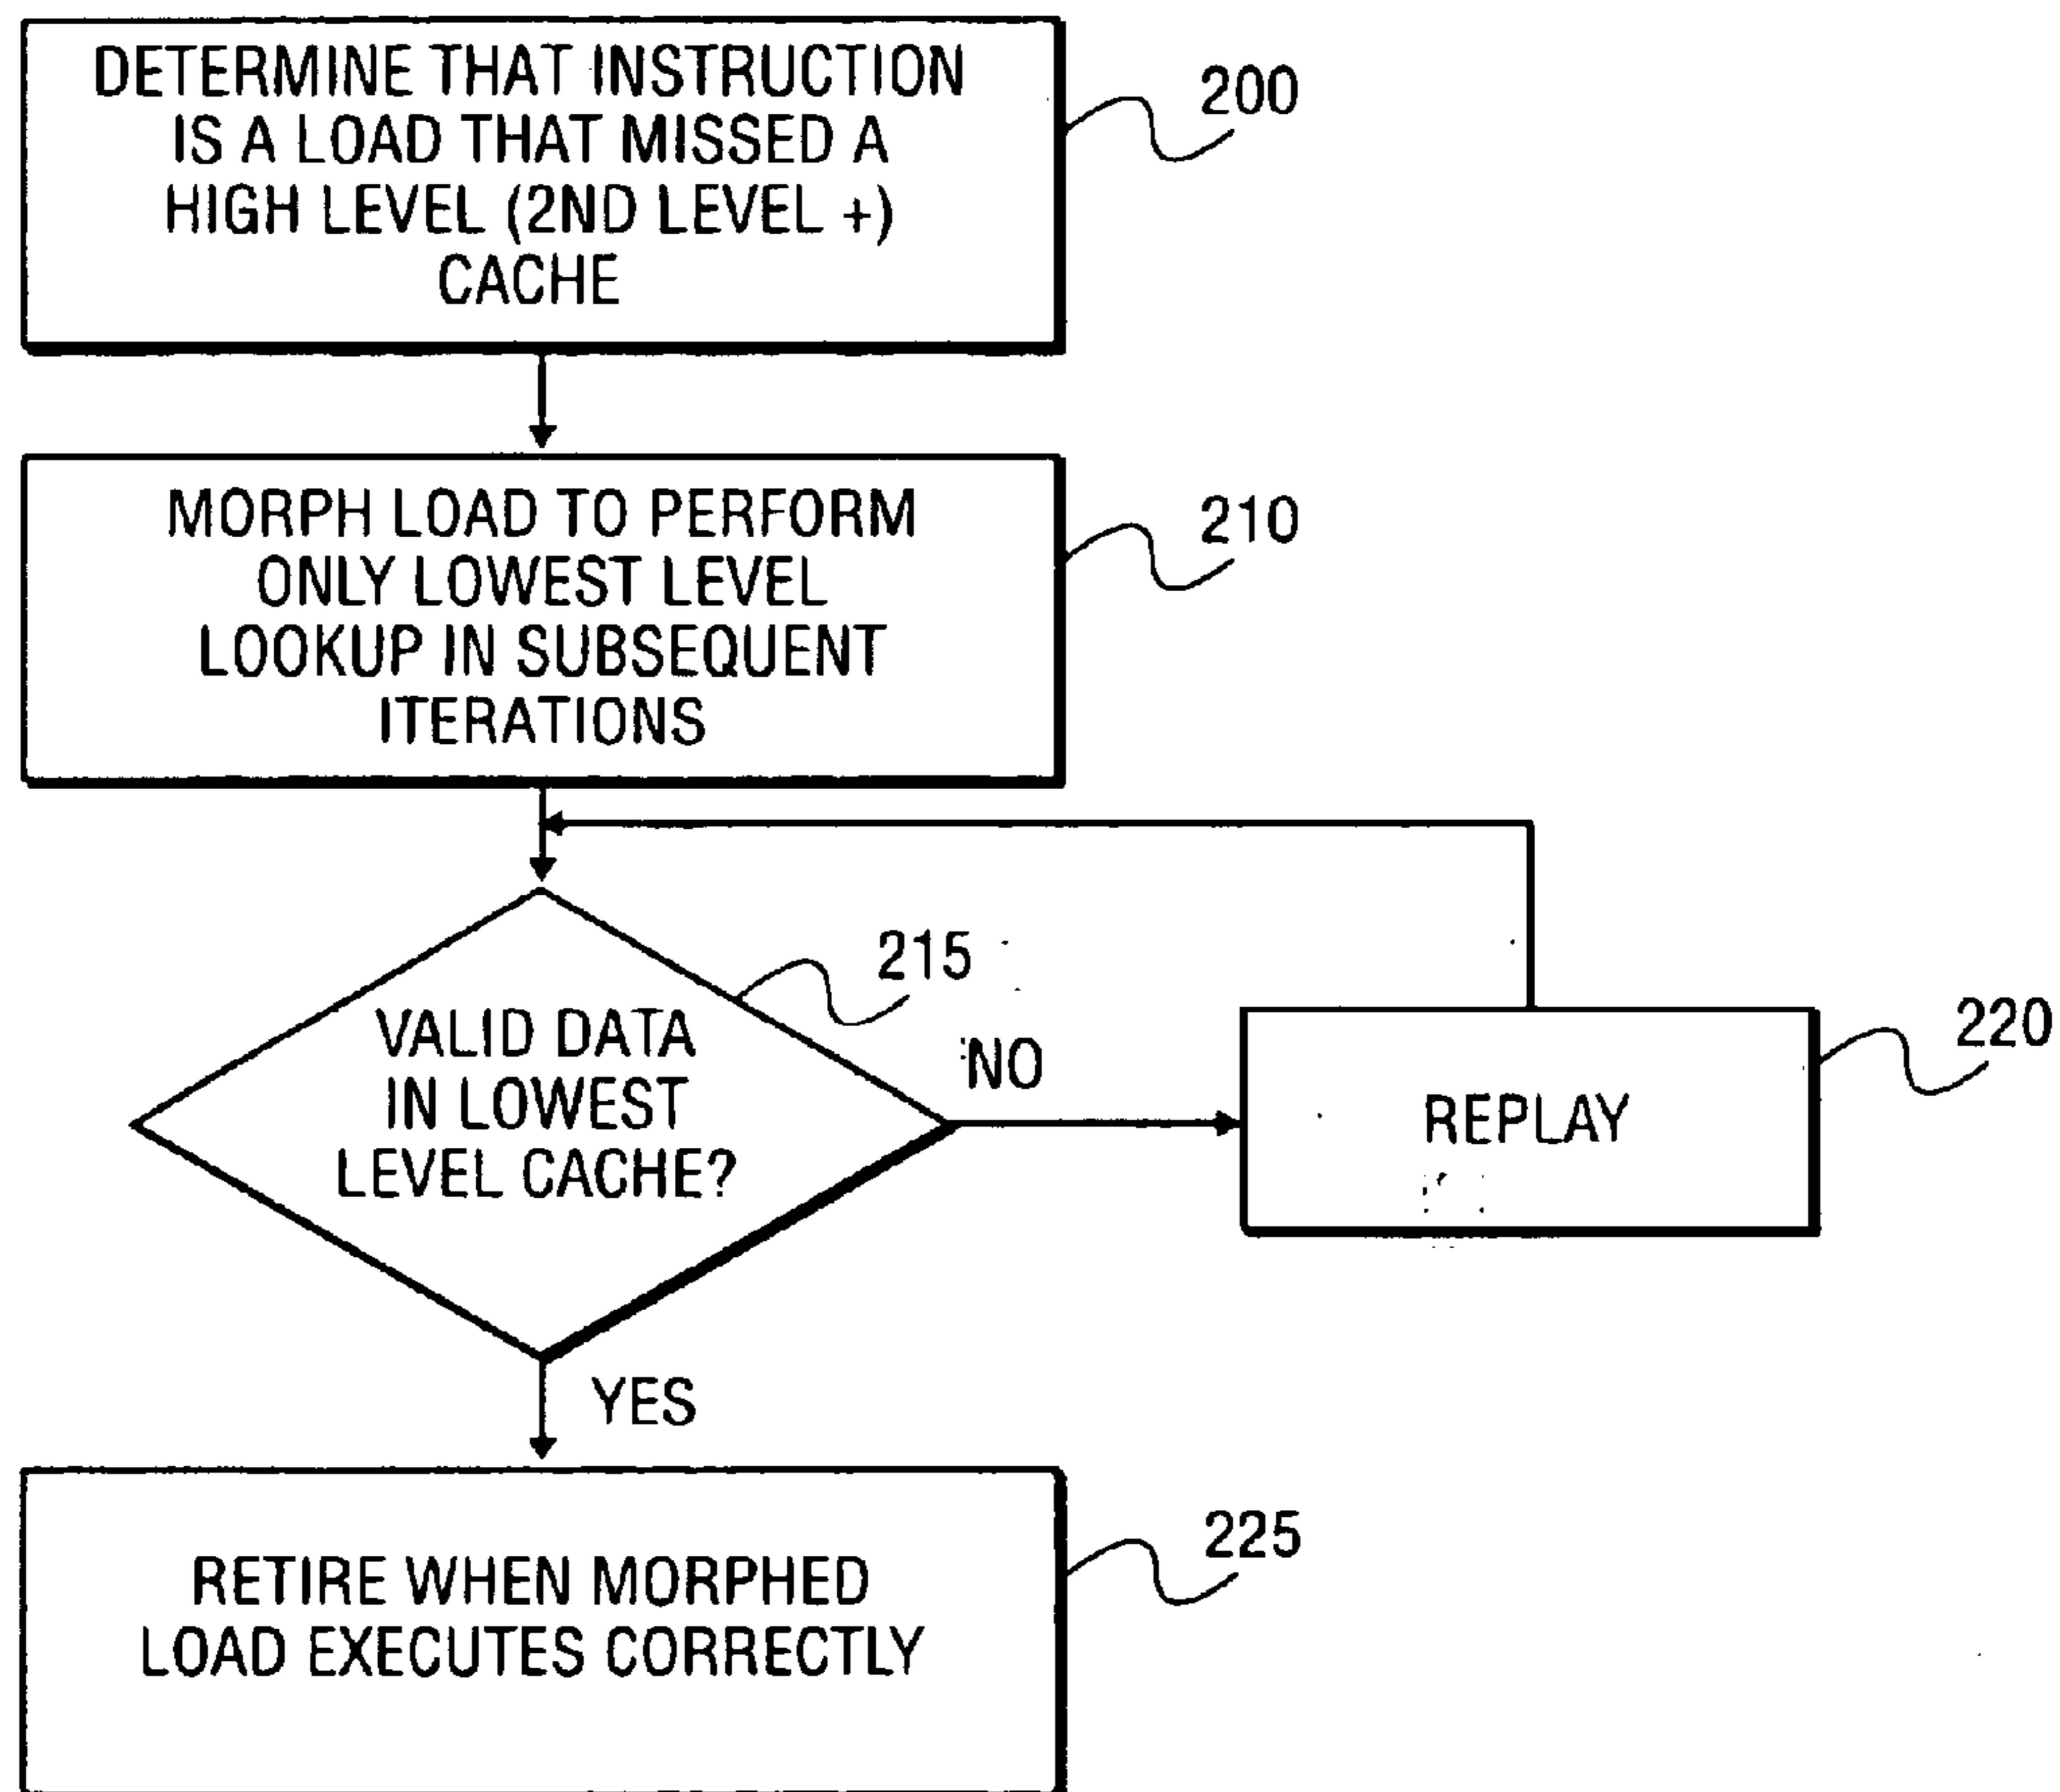 DETERMINE THAT INSTRUCTION
IS A LOAD THAT MISSED A
HIGH LEVEL (2ND LEVEL +)
CACHE
200
MORPH LOAD TO PERFORM
ONLY LOWEST LEVEL
LOOKUP IN SUBSEQUENT
ITERATIONS
210
215
VALID DATA
IN LOWEST
LEVEL CACHE?
NO
220
REPLAY
YES
RETIRE WHEN MORPHED
LOAD EXECUTES CORRECTLY
225